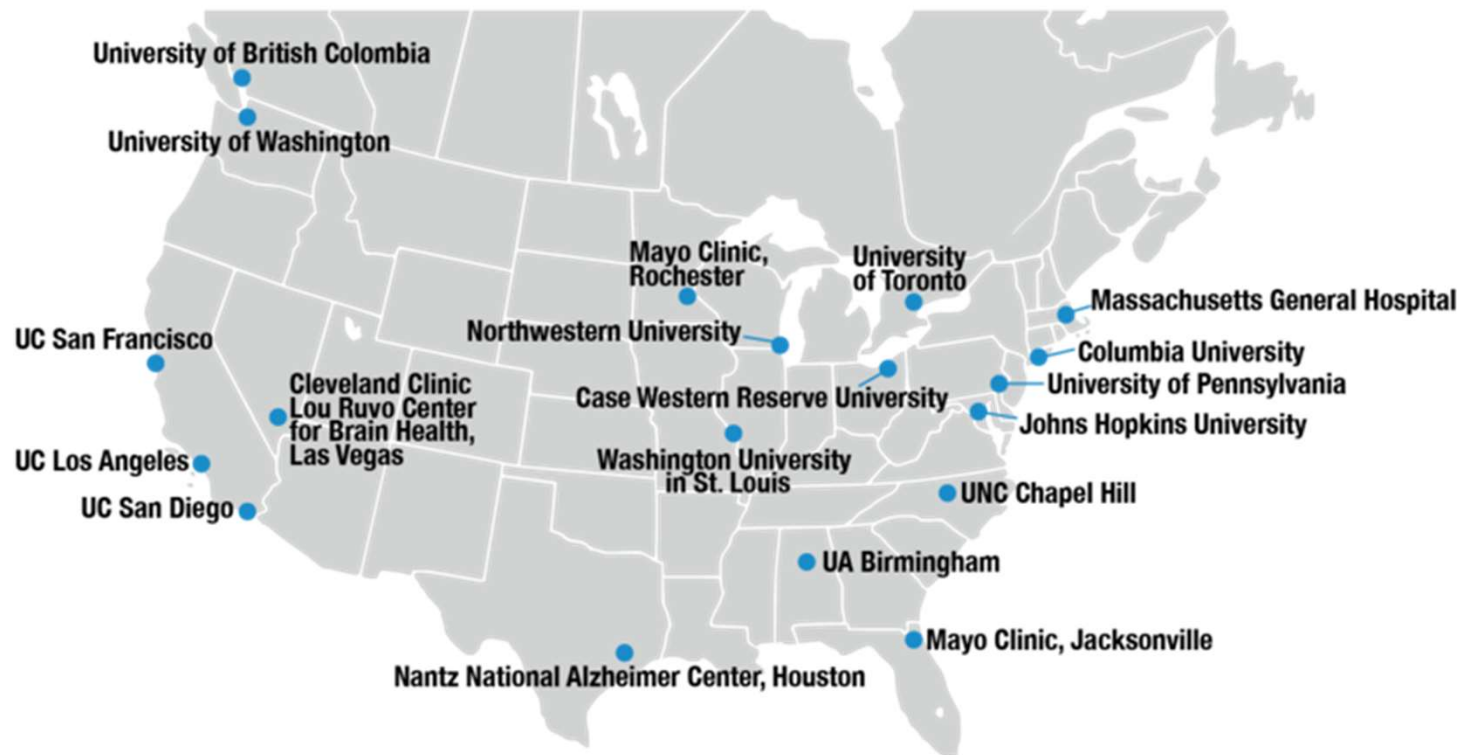 University of British Colombia
University of Washington
Mayo Clinic,
Rochester
University
of Toronto
Massachusetts General Hospital
Northwestern University
UC San Francisco
Columbia University
Cleveland Clinic
Lou Ruvo Center
for Brain Health,
Las Vegas
University of Pennsylvania
Case Western Reserve University
Johns Hopkins University
UC Los Angeles
Washington University
in St. Louis
UC San Diego
UNC Chapel Hill
UA Birmingham
Mayo Clinic, Jacksonville
Nantz National Alzheimer Center, Houston